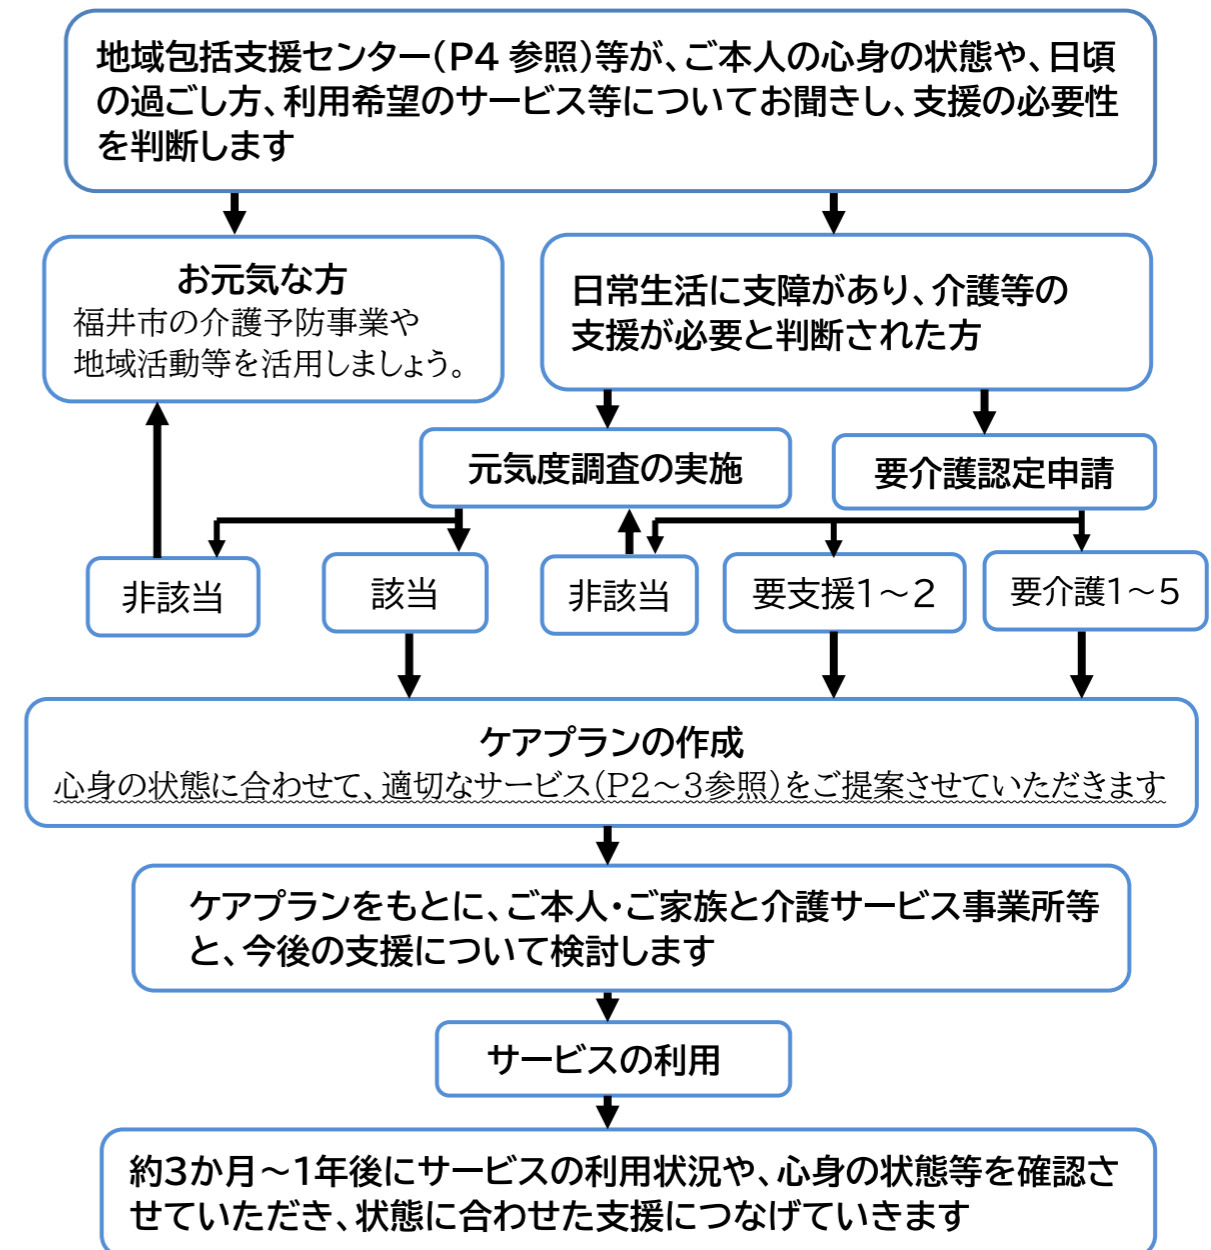 地域包括支援センター(P4 参照)等が、ご本人の心身の状態や、日頃
の過ごし方、利用希望のサービス等についてお聞きし、支援の必要性
を判断します
お元気な方
福井市の介護予防事業や
地域活動等を活用しましょう。
日常生活に支障があり、介護等の
支援が必要と判断された方
元気度調査の実施
要介護認定申請
非該当
該当
非該当
要支援1～2
要介護1～5
ケアプランの作成
心身の状態に合わせて、適切なサービス(P2～3参照)をご提案させていただきます
ケアプランをもとに、ご本人・ご家族と介護サービス事業所等
と、今後の支援について検討します
サービスの利用
約3か月～1年後にサービスの利用状況や、心身の状態等を確認さ
せていただき、状態に合わせた支援につなげていきます